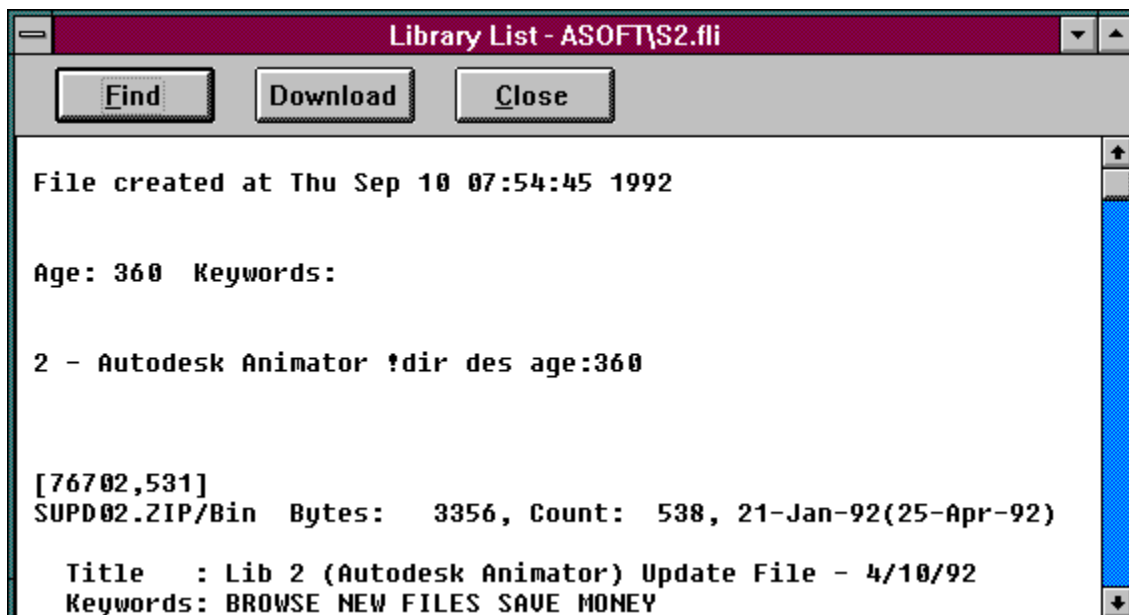 Library List - ASOFT\S2.fli
Find Download Close
File created at Thu Sep 10 07:54:45 1992
Age: 360  Keywords:
2 - Autodesk Animator !dir des age:360
[76702,531]
SUPD02.ZIP/Bin  Bytes:   3356, Count:  538, 21-Jan-92(25-Apr-92)
Title   : Lib 2 (Autodesk Animator) Update File - 4/10/92
Keywords: BROWSE NEW FILES SAVE MONEY